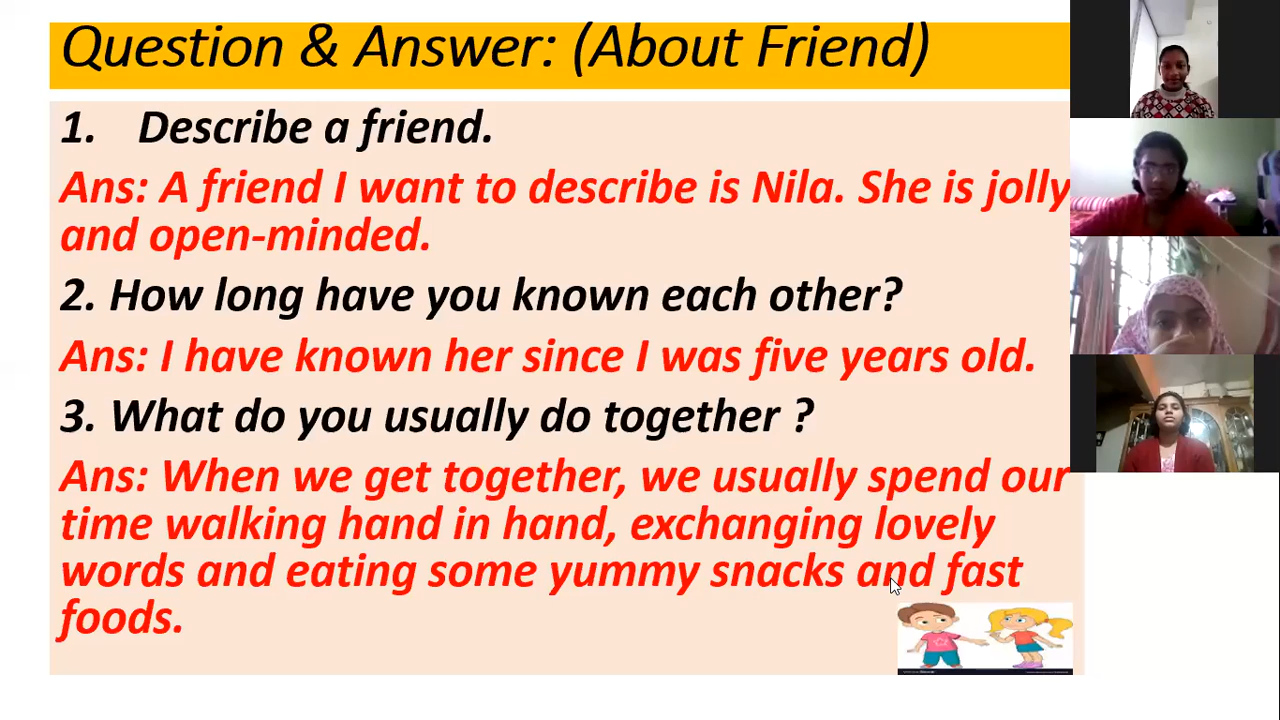 Question & Answer: (About Friend)
1. Describe a friend.
Ans: A friend I want to describe is Nila. She is jolly
and open-minded.
2. How long have you known each other?
Ans: I have known her since I was five years old.
3. What do you usually do together ?
Ans: When we get together, we usually spend our
time walking hand in hand, exchanging lovely
words and eating some yummy snacks and fast
foods.